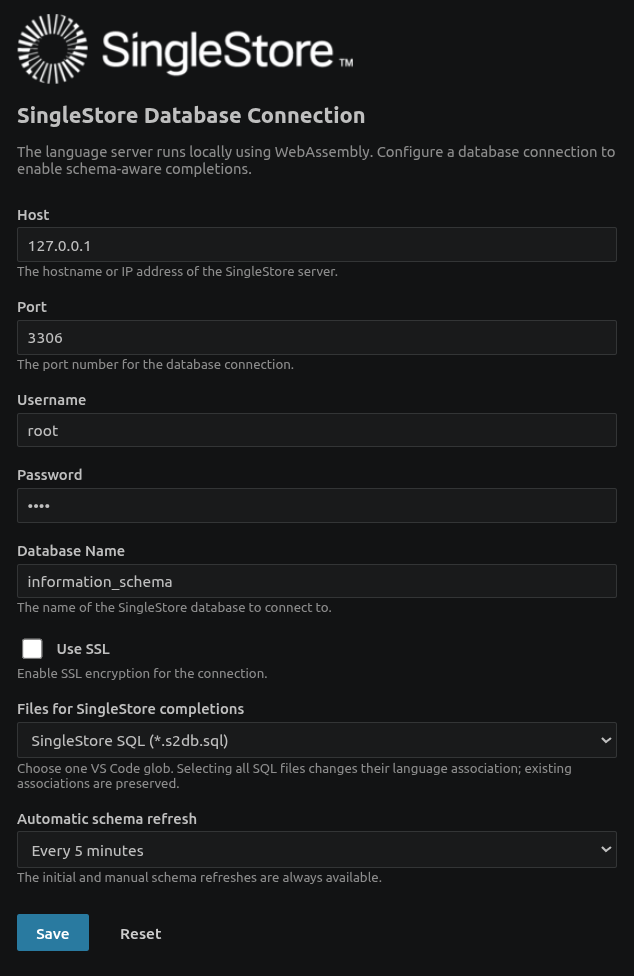 SingleStore™
SingleStore Database Connection
The language server runs locally using WebAssembly. Configure a database connection to
enable schema-aware completions.
Host
127.0.0.1
The hostname or IP address of the SingleStore server.
Port
3306
The port number for the database connection.
Username
root
Password
••••
Database Name
information_schema
The name of the SingleStore database to connect to.
Use SSL
Enable SSL encryption for the connection.
Files for SingleStore completions
SingleStore SQL (*.s2db.sql)
Choose one VS Code glob. Selecting all SQL files changes their language association; existing
associations are preserved.
Automatic schema refresh
Every 5 minutes
The initial and manual schema refreshes are always available.
Save Reset